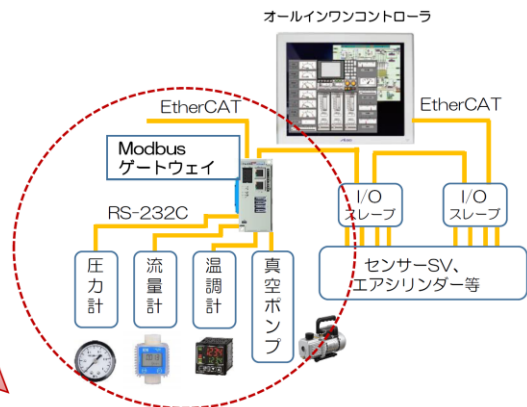 オールインワンコントローラ
EtherCAT
EtherCAT
Modbus
ゲートウェイ
RS-232C
I/O
スレーブ
I/O
スレーブ
圧力計
流量計
温調計
真空ポンプ
センサーSV、
エアシリンダー等